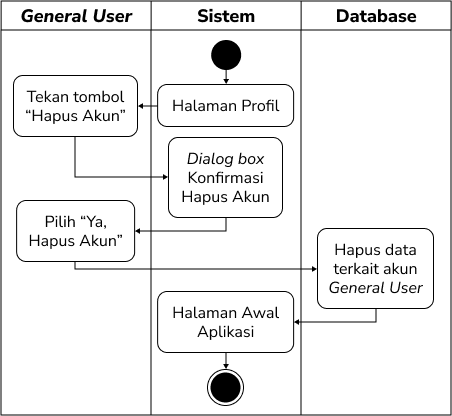 General User
Sistem
Database
Halaman Profil
Tekan tombol
“Hapus Akun”
Dialog box
Konfirmasi
Hapus Akun
Pilih “Ya,
Hapus Akun”
Hapus data
terkait akun
General User
Halaman Awal
Aplikasi